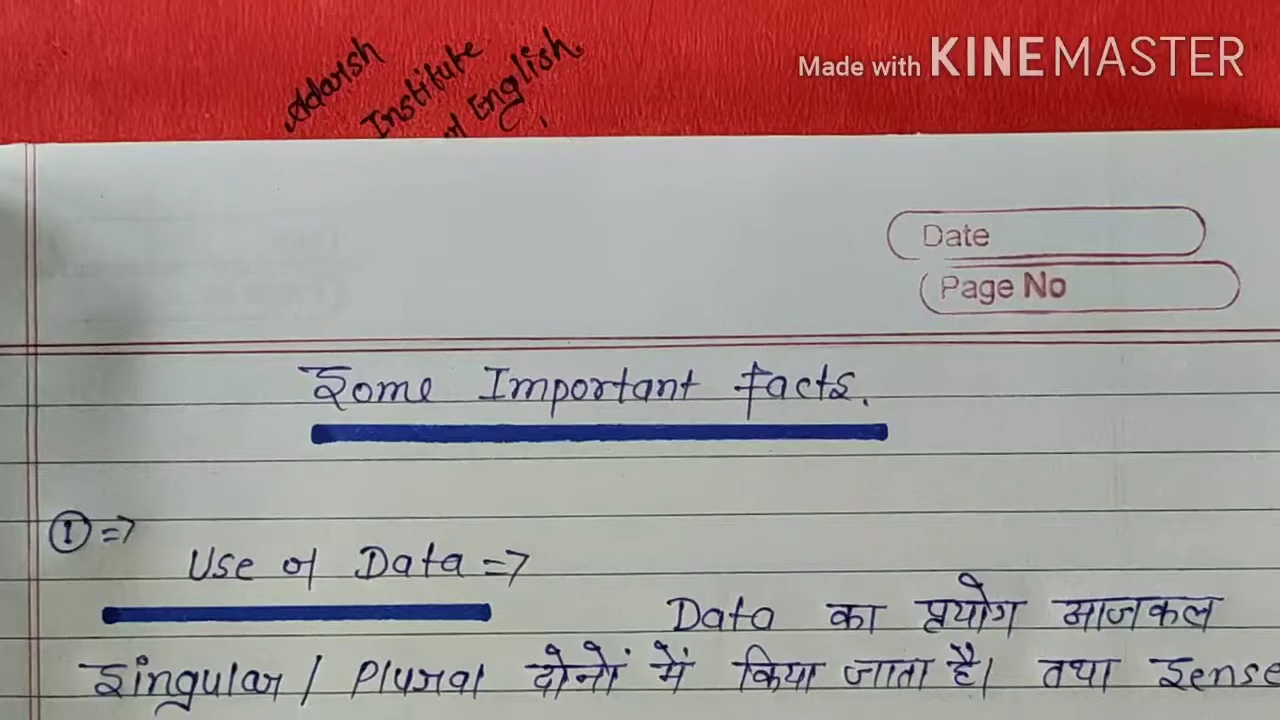 Made with KINEMASTER
Adarsh
Institute
of English
Date
Page No
Some Important facts.
① =>
Use of Data =>
Data का प्रयोग आजकल
Singular / Plural दोनों में किया जाता है। तथा Sense